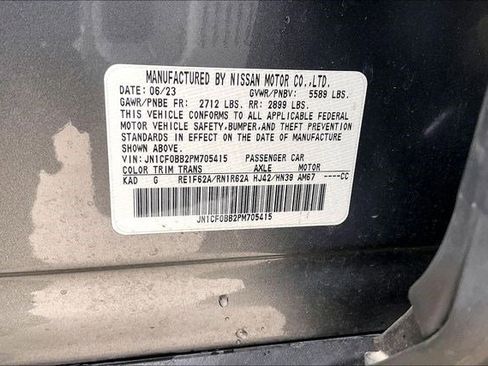 MANUFACTURED BY NISSAN MOTOR CO.,LTD.
DATE 06/23 GVWR/PNBV: 5589 LBS.
GAWR/PNBE FR: 2712 LBS. RR: 2899 LBS.
THIS VEHICLE CONFORMS TO ALL APPLICABLE FEDERAL
MOTOR VEHICLE SAFETY,BUMPER,AND THEFT PREVENTION
STANDARDS IN EFFECT ON THE DATE OF MANUFACTURE
SHOWN ABOVE.
VIN: JN1CF0BB2PM705415 PASSENGER CAR
COLOR TRIM TRANS AXLE MOTOR
KAD G RE1F62A/RN1R62A HJ42/HN39 AM67 ----CC
JN1CF0BB2PM705415